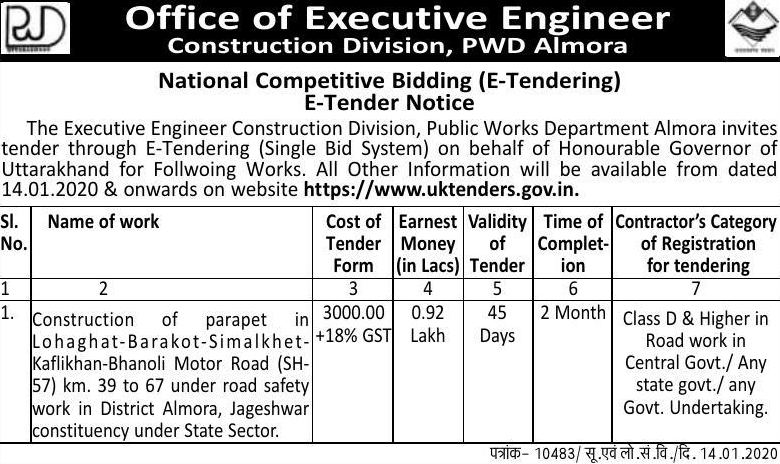 Office of Executive Engineer
Construction Division, PWD Almora
National Competitive Bidding (E-Tendering)
E-Tender Notice
The Executive Engineer Construction Division, Public Works Department Almora invites
tender through E-Tendering (Single Bid System) on behalf of Honourable Governor of
Uttarakhand for Follwoing Works. All Other Information will be available from dated
14.01.2020 & onwards on website https://www.uktenders.gov.in.
Sl. No. Name of work Cost of Tender Form Earnest Money (in Lacs) Validity of Tender Time of Complet-ion Contractor's Category of Registration for tendering
1 2 3 4 5 6 7
1. Construction of parapet in
Lohaghat-Barakot-Simalkhet-
Kaflikhan-Bhanoli Motor Road (SH-
57) km. 39 to 67 under road safety
work in District Almora, Jageshwar
constituency under State Sector.
3000.00
+18% GST
0.92
Lakh
45
Days
2 Month
Class D & Higher in
Road work in
Central Govt./ Any
state govt./ any
Govt. Undertaking.
पत्रांक- 10483/ सू.एवं लो.सं.वि./दि. 14.01.2020